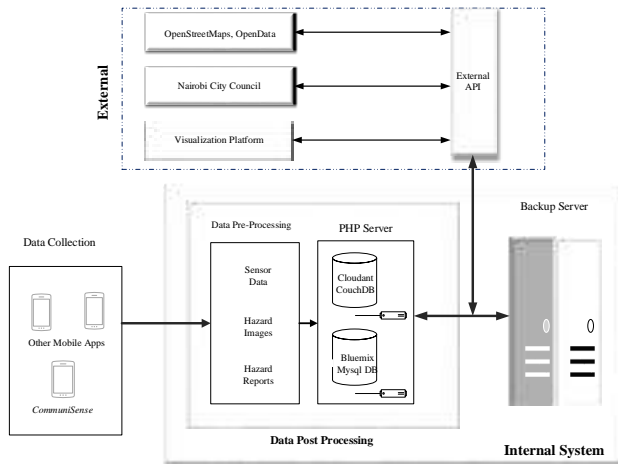 External
OpenStreetMaps, OpenData
Nairobi City Council
Visualization Platform
External
API
Data Collection
Other Mobile Apps
CommuniSense
Data Pre-Processing
Sensor
Data
Hazard
Images
Hazard
Reports
PHP Server
Cloudant
CouchDB
Bluemix
Mysql DB
Data Post Processing
Backup Server
Internal System